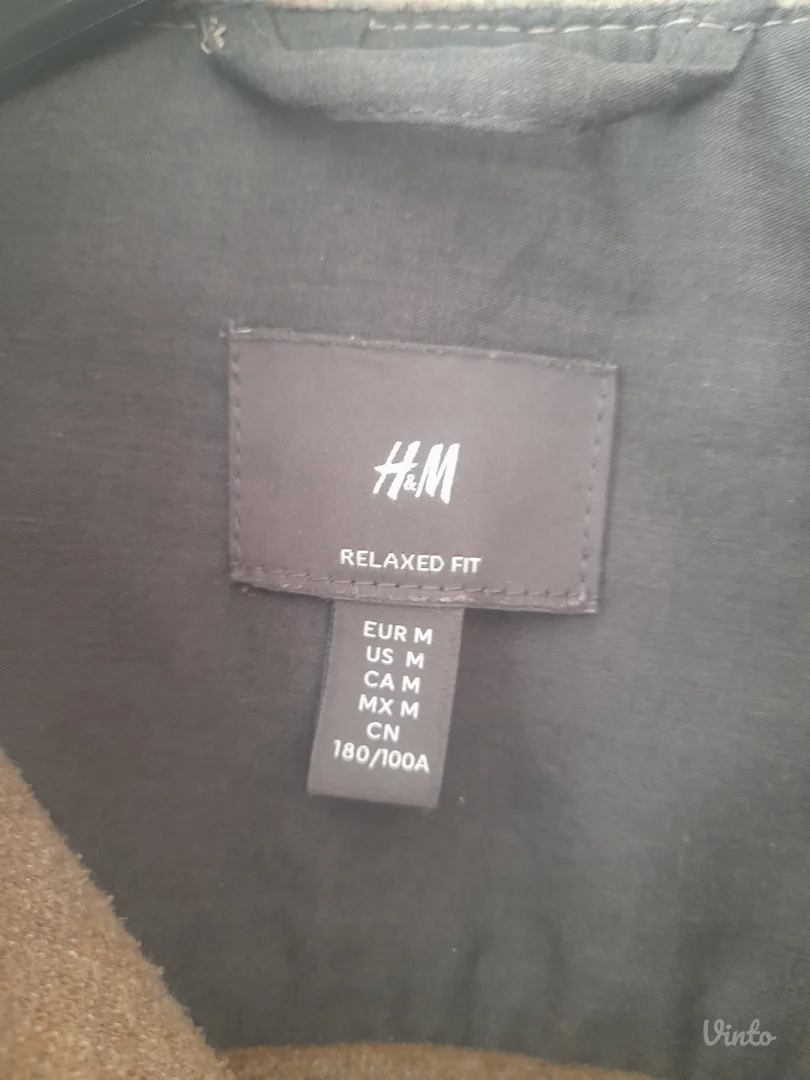 H&M
RELAXED FIT
EUR M
US M
CA M
MX M
CN
180/100A
Vinto